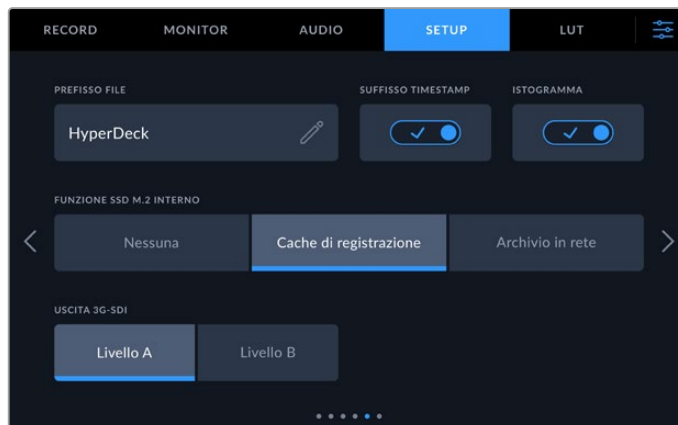 RECORD MONITOR AUDIO SETUP LUT
PREFISSO FILE SUFFISSO TIMESTAMP ISTOGRAMMA
HyperDeck
FUNZIONE SSD M.2 INTERNO
Nessuna Cache di registrazione Archivio in rete
USCITA 3G-SDI
Livello A Livello B